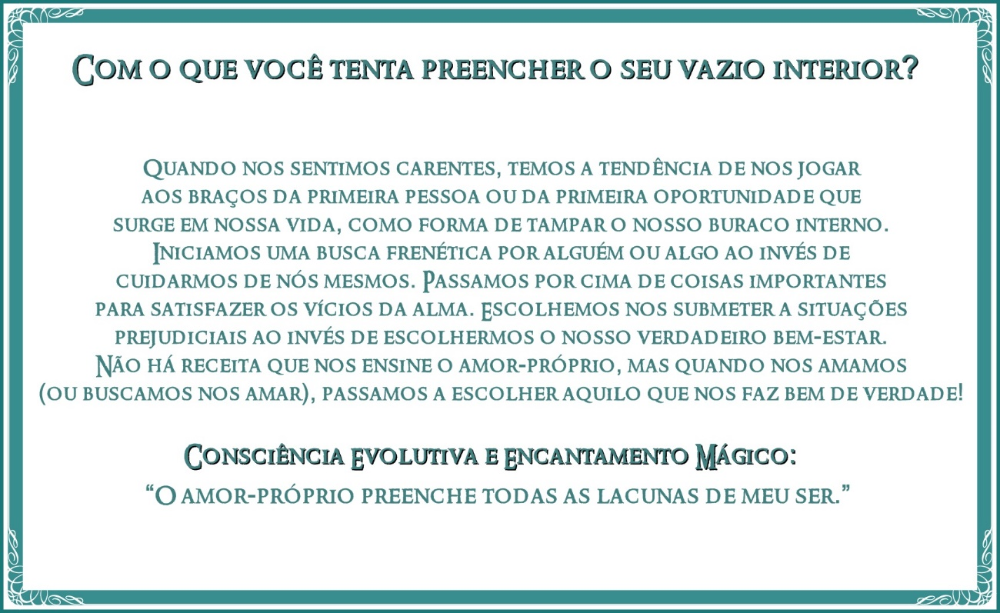 Com o que você tenta preencher o seu vazio interior?
Quando nos sentimos carentes, temos a tendência de nos jogar
aos braços da primeira pessoa ou da primeira oportunidade que
surge em nossa vida, como forma de tampar o nosso buraco interno.
Iniciamos uma busca frenética por alguém ou algo ao invés de
cuidarmos de nós mesmos. Passamos por cima de coisas importantes
para satisfazer os vícios da alma. Escolhemos nos submeter a situações
prejudiciais ao invés de escolhermos o nosso verdadeiro bem-estar.
Não há receita que nos ensine o amor-próprio, mas quando nos amamos
(ou buscamos nos amar), passamos a escolher aquilo que nos faz bem de verdade!
Consciência Evolutiva e Encantamento Mágico:
“O amor-próprio preenche todas as lacunas de meu ser.”